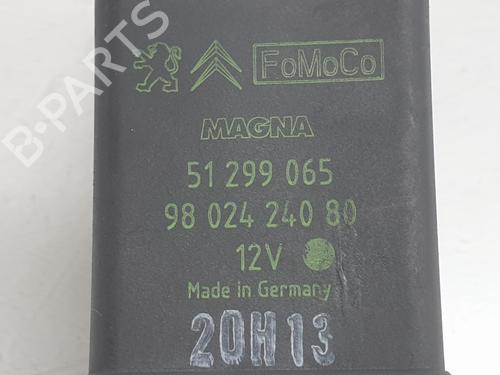 FoMoCo
MAGNA
51 299 065
98 024 240 80
12V
Made in Germany
20H13
B-PARTS